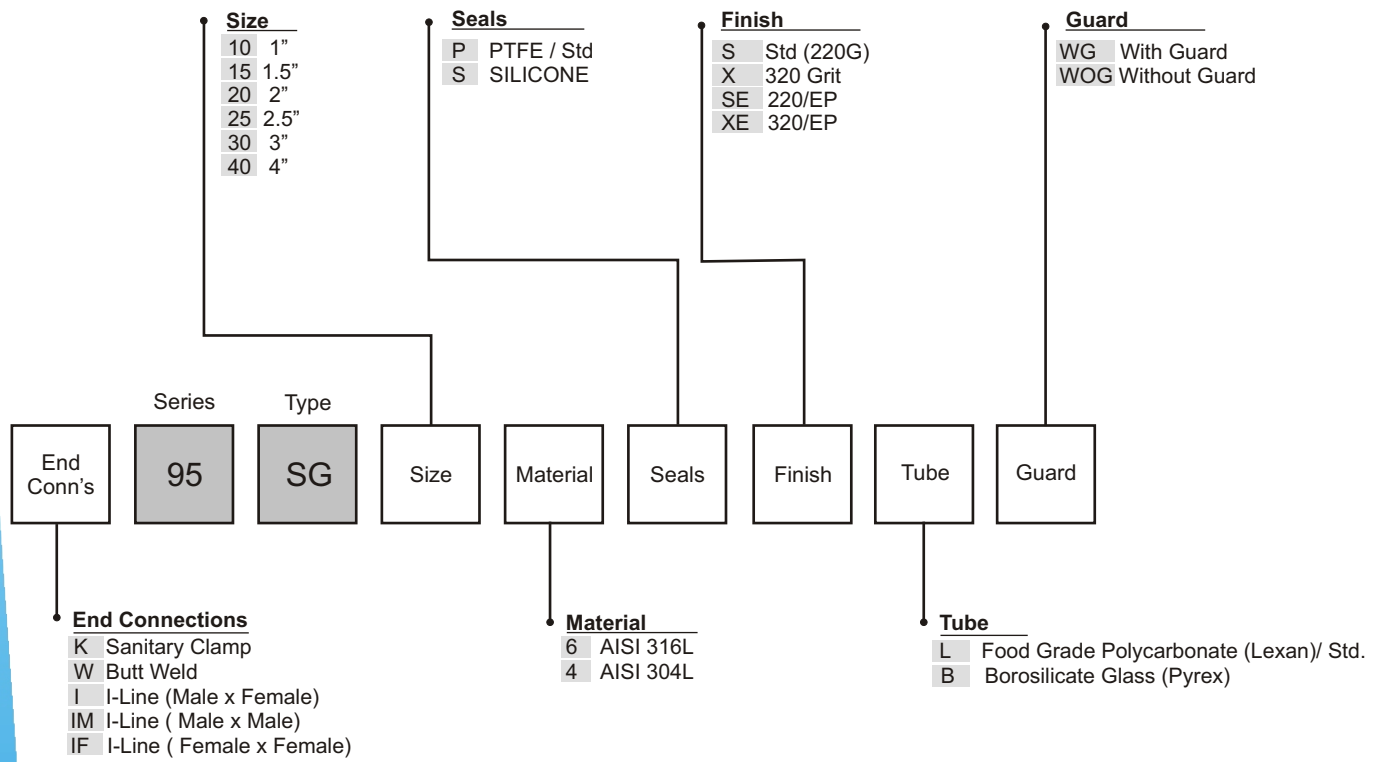 Size
10 1”
15 1.5”
20 2”
25 2.5”
30 3”
40 4”
Seals
P PTFE / Std
S SILICONE
Finish
S Std (220G)
X 320 Grit
SE 220/EP
XE 320/EP
Guard
WG With Guard
WOG Without Guard
Series
Type
End
Conn's
95
SG
Size
Material
Seals
Finish
Tube
Guard
End Connections
K Sanitary Clamp
W Butt Weld
I I-Line (Male x Female)
IM I-Line ( Male x Male)
IF I-Line ( Female x Female)
Material
6 AISI 316L
4 AISI 304L
Tube
L Food Grade Polycarbonate (Lexan)/ Std.
B Borosilicate Glass (Pyrex)